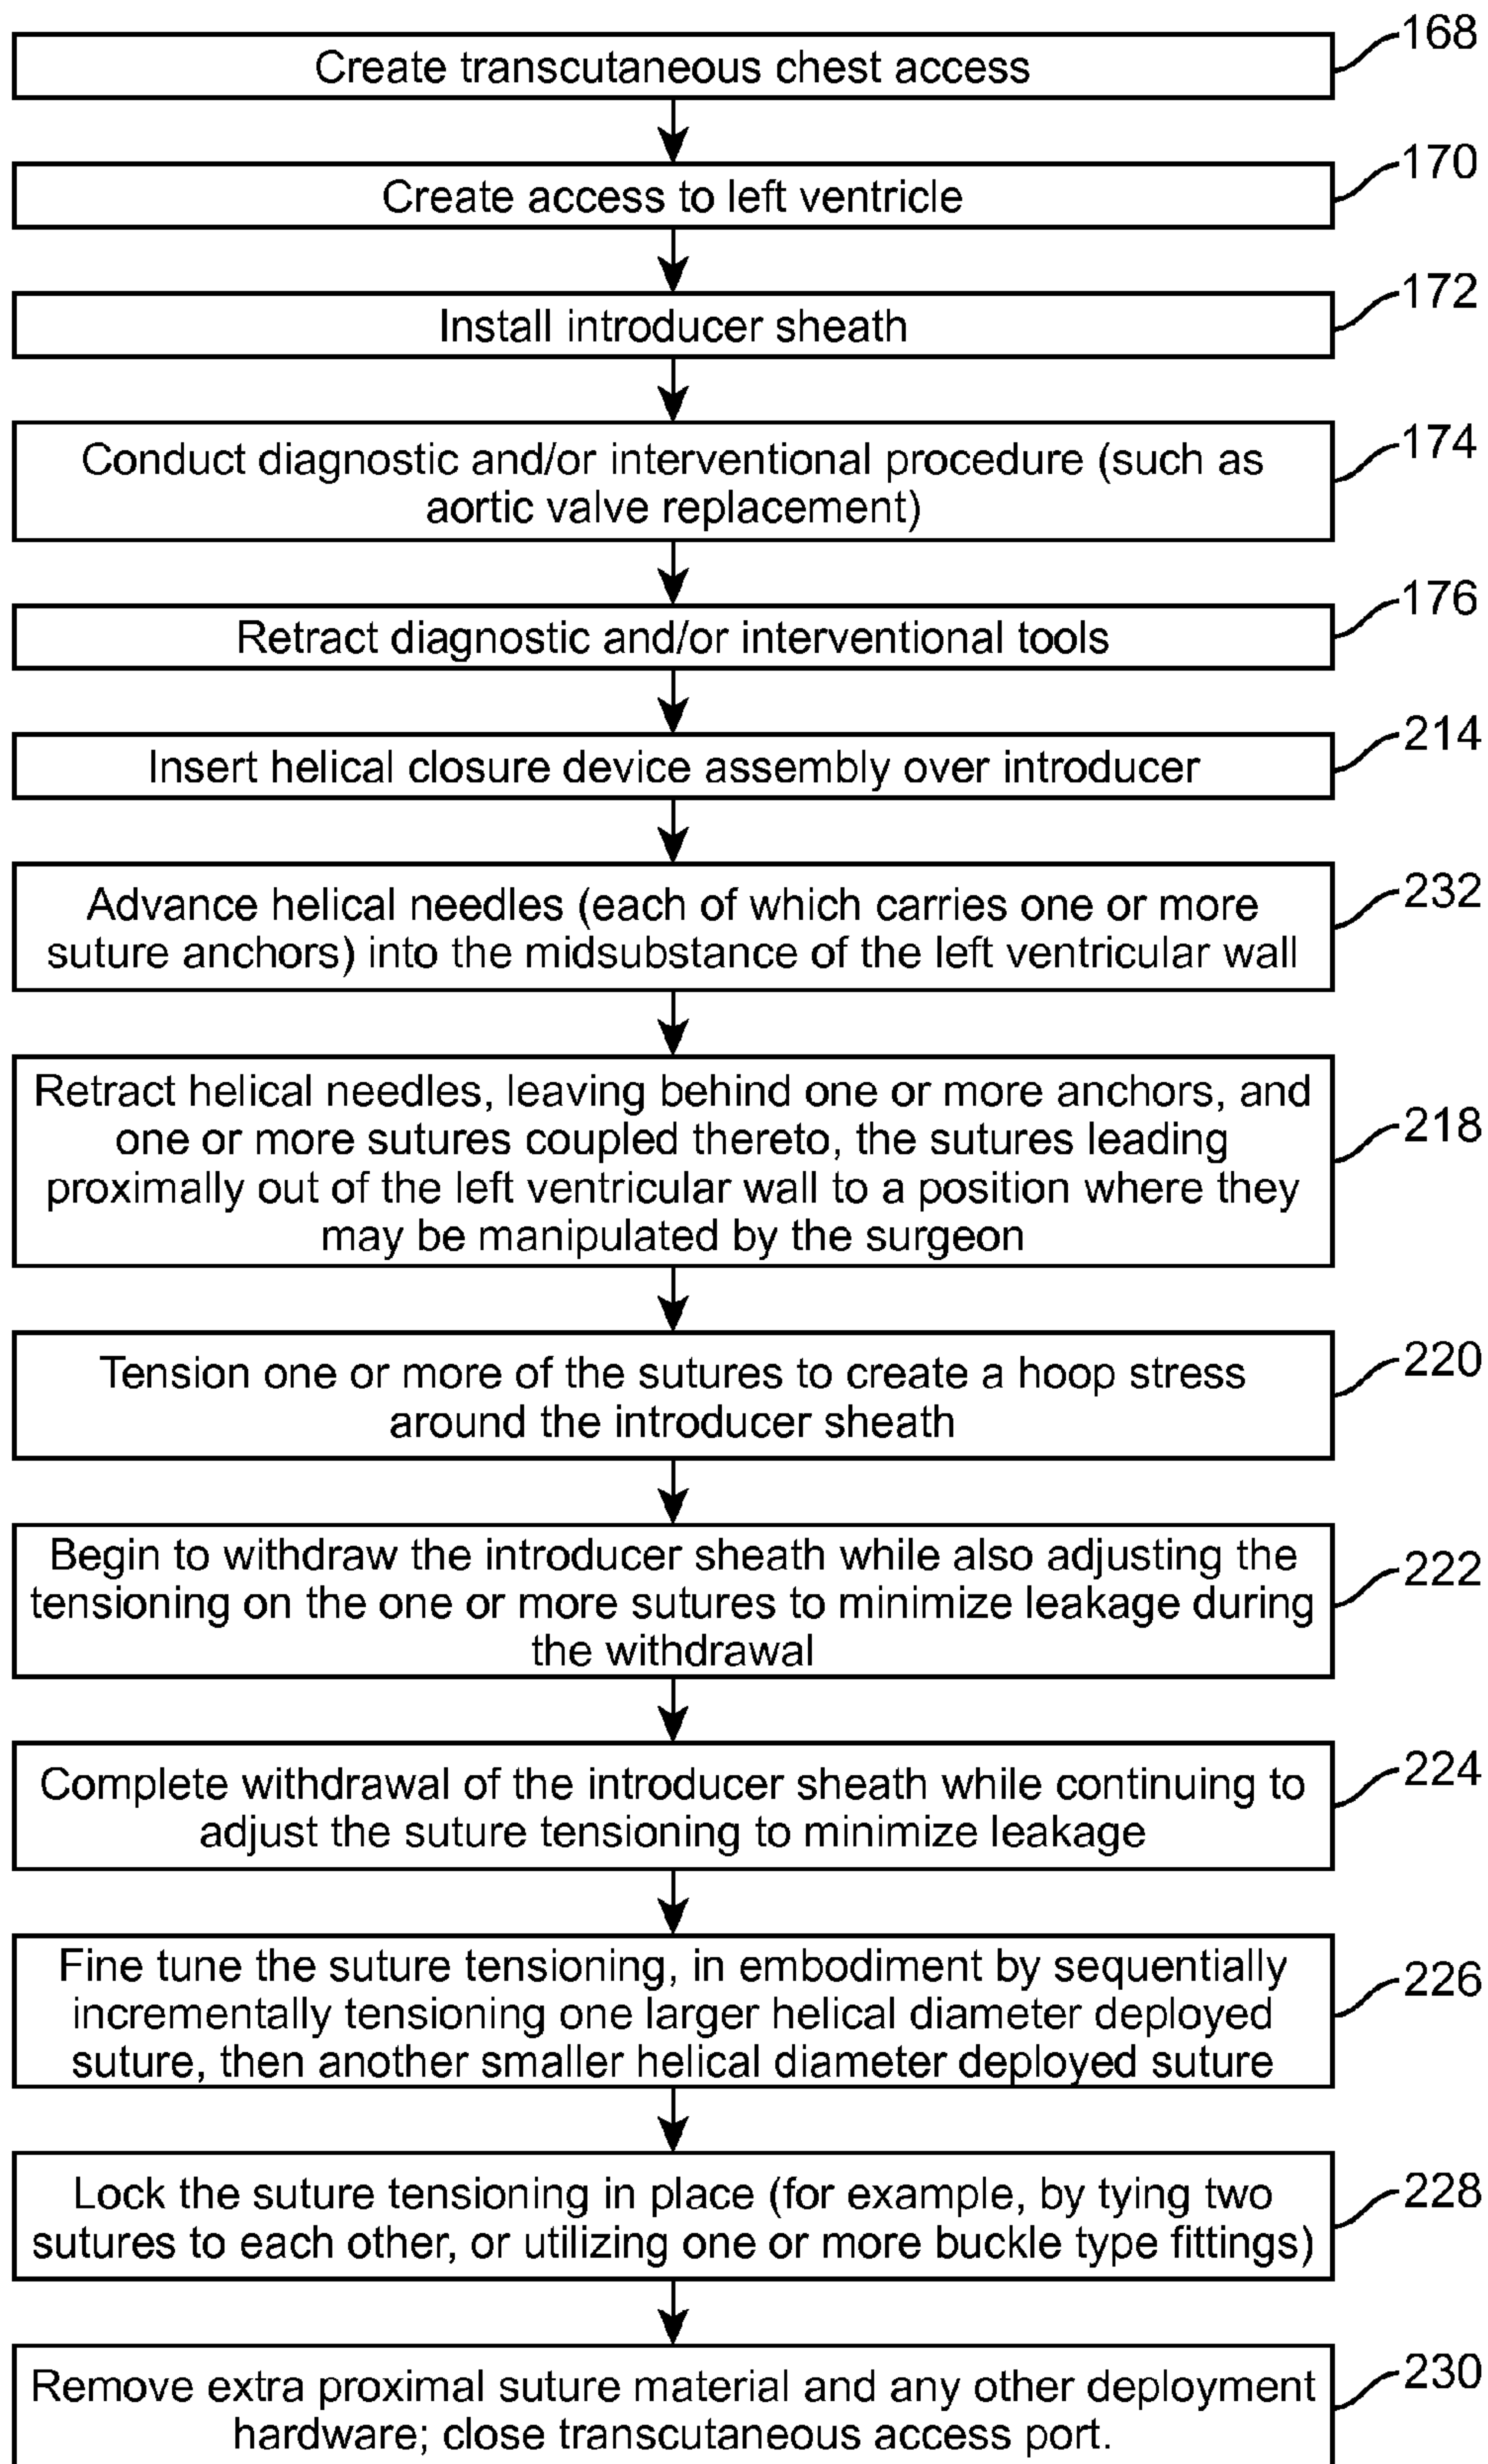 168
Create transcutaneous chest access
170
Create access to left ventricle
172
Install introducer sheath
174
Conduct diagnostic and/or interventional procedure (such as
aortic valve replacement)
176
Retract diagnostic and/or interventional tools
214
Insert helical closure device assembly over introducer
232
Advance helical needles (each of which carries one or more
suture anchors) into the midsubstance of the left ventricular wall
218
Retract helical needles, leaving behind one or more anchors, and
one or more sutures coupled thereto, the sutures leading
proximally out of the left ventricular wall to a position where they
may be manipulated by the surgeon
220
Tension one or more of the sutures to create a hoop stress
around the introducer sheath
222
Begin to withdraw the introducer sheath while also adjusting the
tensioning on the one or more sutures to minimize leakage during
the withdrawal
224
Complete withdrawal of the introducer sheath while continuing to
adjust the suture tensioning to minimize leakage
226
Fine tune the suture tensioning, in embodiment by sequentially
incrementally tensioning one larger helical diameter deployed
suture, then another smaller helical diameter deployed suture
228
Lock the suture tensioning in place (for example, by tying two
sutures to each other, or utilizing one or more buckle type fittings)
230
Remove extra proximal suture material and any other deployment
hardware; close transcutaneous access port.